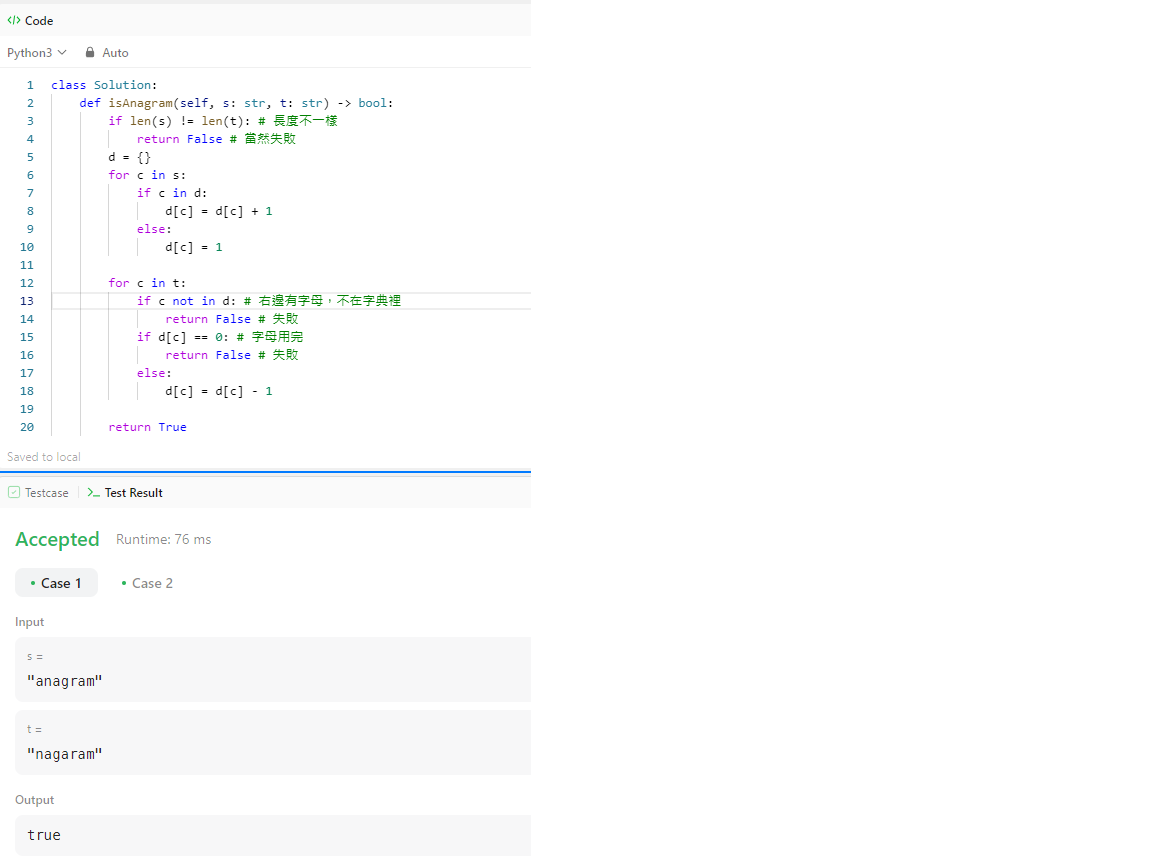 </> Code
Python3 Auto
1 class Solution:
2     def isAnagram(self, s: str, t: str) -> bool:
3         if len(s) != len(t): # 長度不一樣
4             return False # 當然失敗
5         d = {}
6         for c in s:
7             if c in d:
8                 d[c] = d[c] + 1
9             else:
10                 d[c] = 1
11
12         for c in t:
13             if c not in d: # 右邊有字母，不在字典裡
14                 return False # 失敗
15             if d[c] == 0: # 字母用完
16                 return False # 失敗
17             else:
18                 d[c] = d[c] - 1
19
20         return True
Saved to local
Testcase >_ Test Result
Accepted Runtime: 76 ms
• Case 1 • Case 2
Input
s =
"anagram"
t =
"nagaram"
Output
true